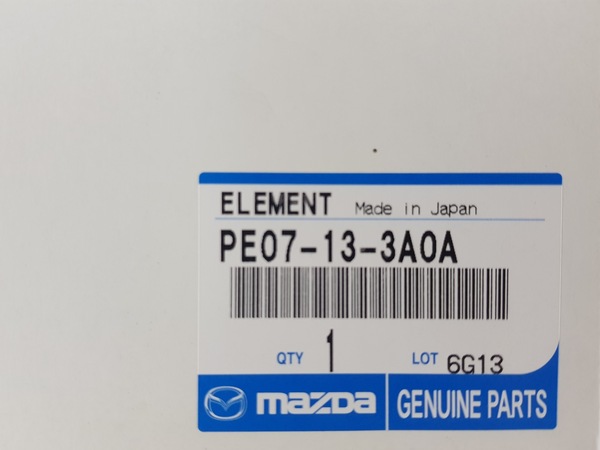 ELEMENT Made in Japan
PE07-13-3A0A
QTY 1 LOT 6G13
mazda GENUINE PARTS